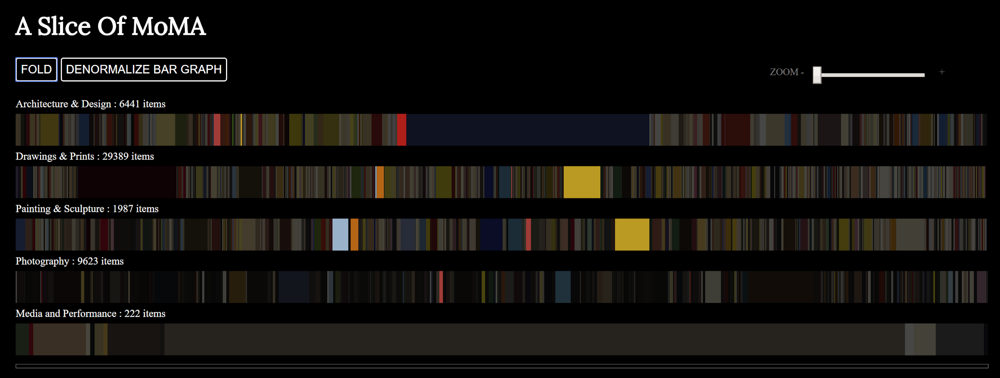 A Slice Of MoMA
FOLD
DENORMALIZE BAR GRAPH
ZOOM - +
Architecture & Design : 6441 items
Drawings & Prints : 29389 items
Painting & Sculpture : 1987 items
Photography : 9623 items
Media and Performance : 222 items